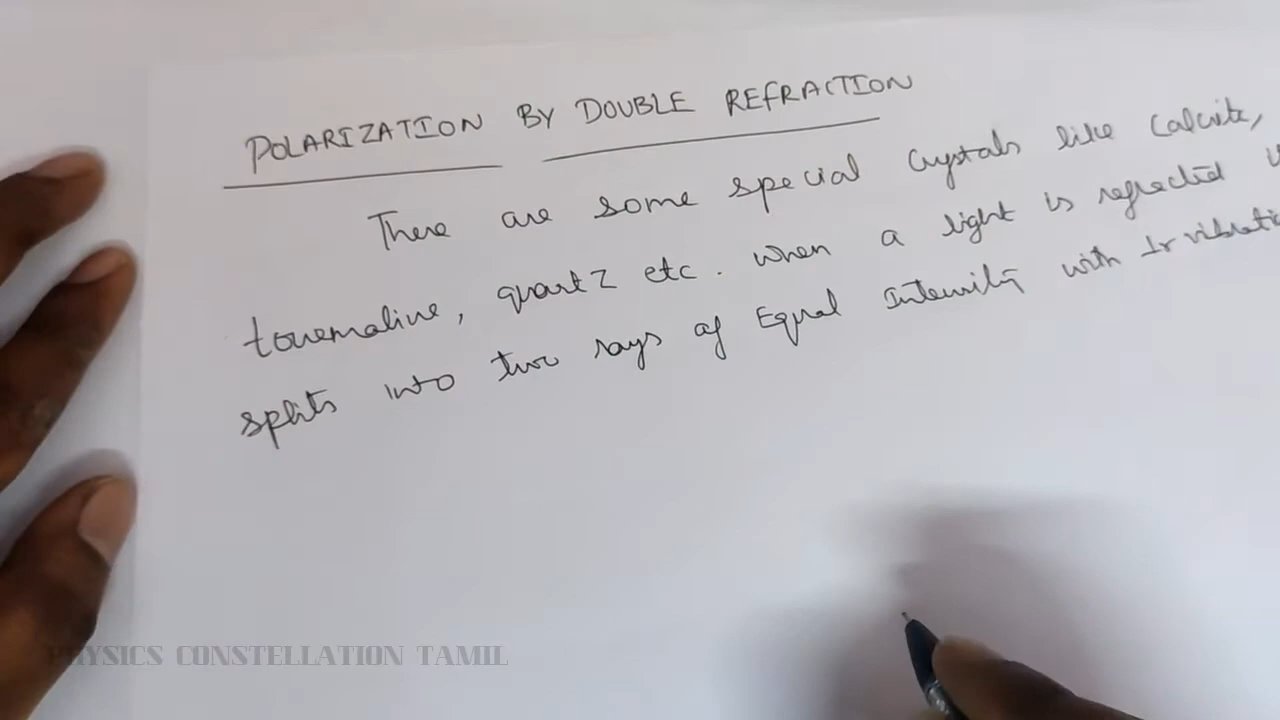 POLARIZATION BY DOUBLE REFRACTION
There are some special Crystals like Calcite,
tourmaline, quartz etc. When a light is refracted
splits into two rays of Equal Intensity with ⊥r vibrati
PHYSICS CONSTELLATION TAMIL